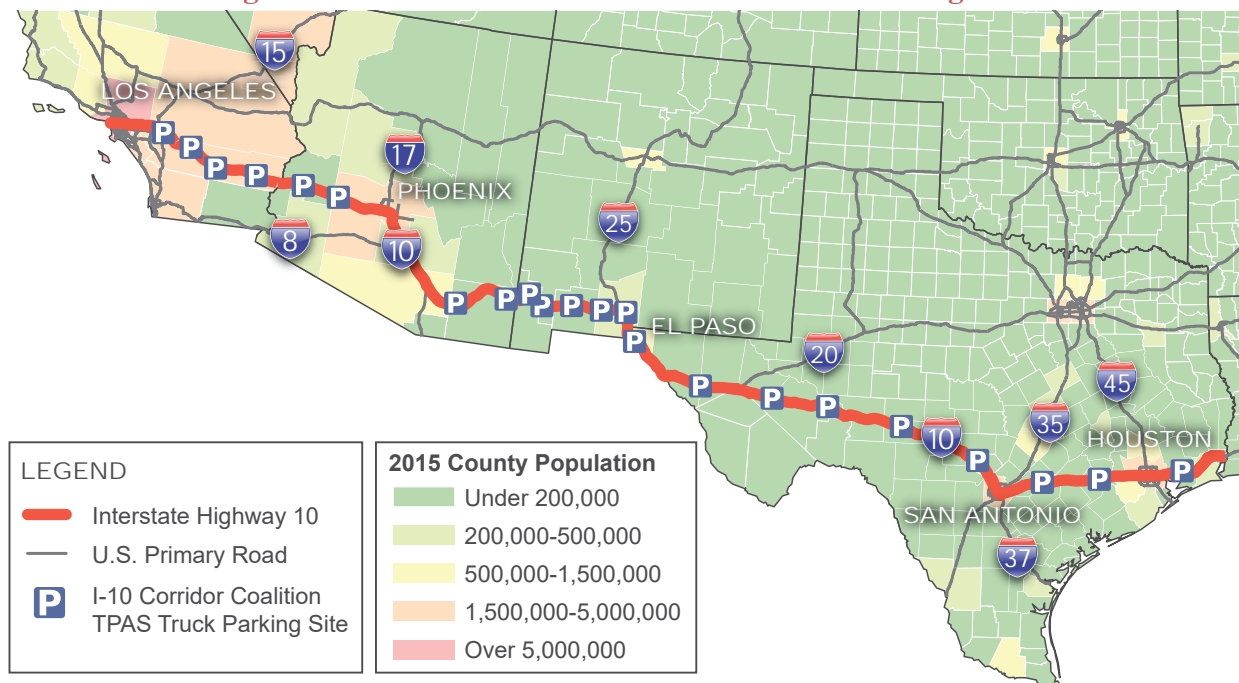 15
LOS ANGELES
P
P
P
P
P
P
17
PHOENIX
8
10
25
P
P
P
P
P
P
P
P
EL PASO
P
P
P
P
P
20
10
45
35
HOUSTON
P
P
P
SAN ANTONIO
37
LEGEND
Interstate Highway 10
U.S. Primary Road
P I-10 Corridor Coalition
TPAS Truck Parking Site
2015 County Population
Under 200,000
200,000-500,000
500,000-1,500,000
1,500,000-5,000,000
Over 5,000,000